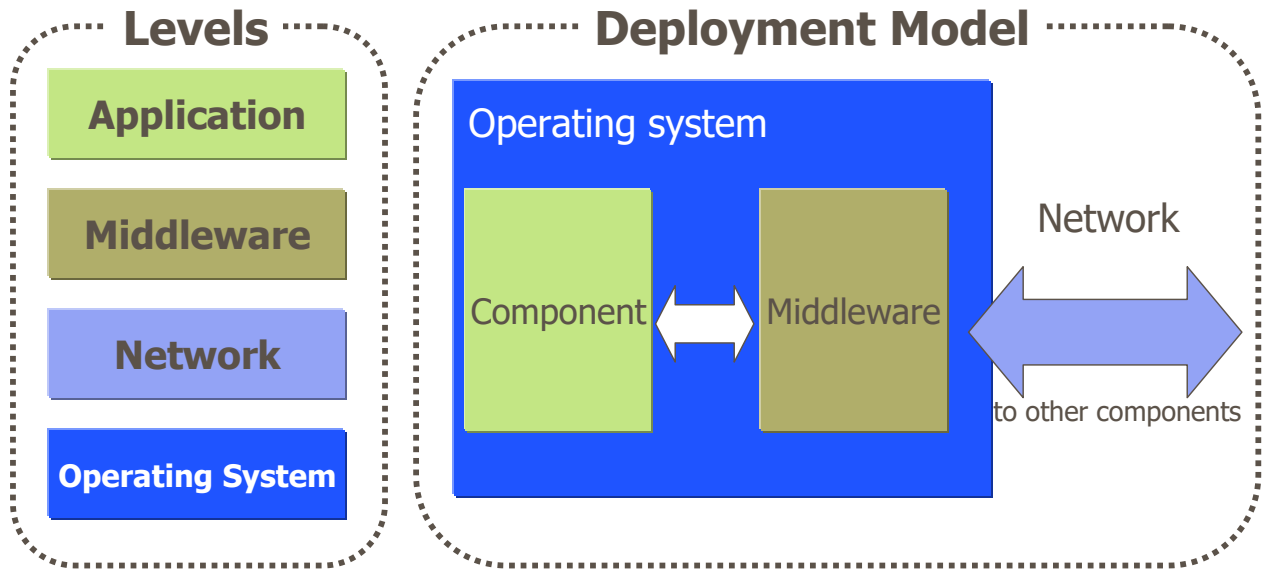 Levels
Application
Middleware
Network
Operating System
Deployment Model
Operating system
Component
Middleware
Network
to other components